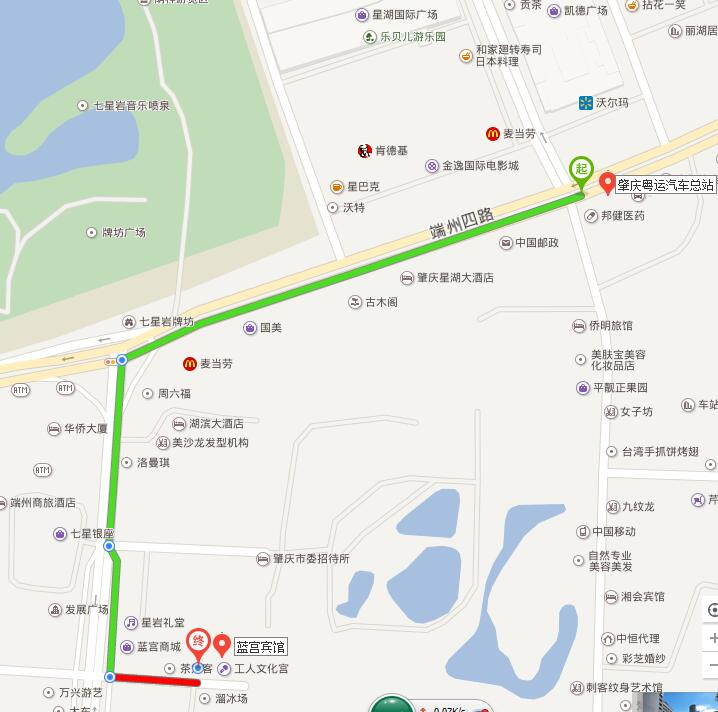 星湖国际广场
贡茶
凯德广场
拈花一笑
丽湖居
乐贝儿游乐园
和家廻转寿司
日本料理
七星岩音乐喷泉
沃尔玛
麦当劳
肯德基
金逸国际电影城
起
肇庆粤运汽车总站
星巴克
沃特
端州四路
邦健医药
牌坊广场
中国邮政
肇庆星湖大酒店
古木阁
七星岩牌坊
国美
侨明旅馆
美肤宝美容
化妆品店
麦当劳
ATM
ATM
周六福
平靓正果园
女子坊
车站
湖滨大酒店
华侨大厦
美沙龙发型机构
洛曼琪
台湾手抓饼烤翅
ATM
端州商旅酒店
九纹龙
芹
七星银座
中国移动
肇庆市委招待所
自然专业
美容美发
发展广场
湘会宾馆
星岩礼堂
终
蓝宫商城
蓝宫宾馆
中恒代理
彩芝婚纱
茶
客
工人文化宫
万兴游艺
溜冰场
刺客纹身艺术馆
0.07K/s